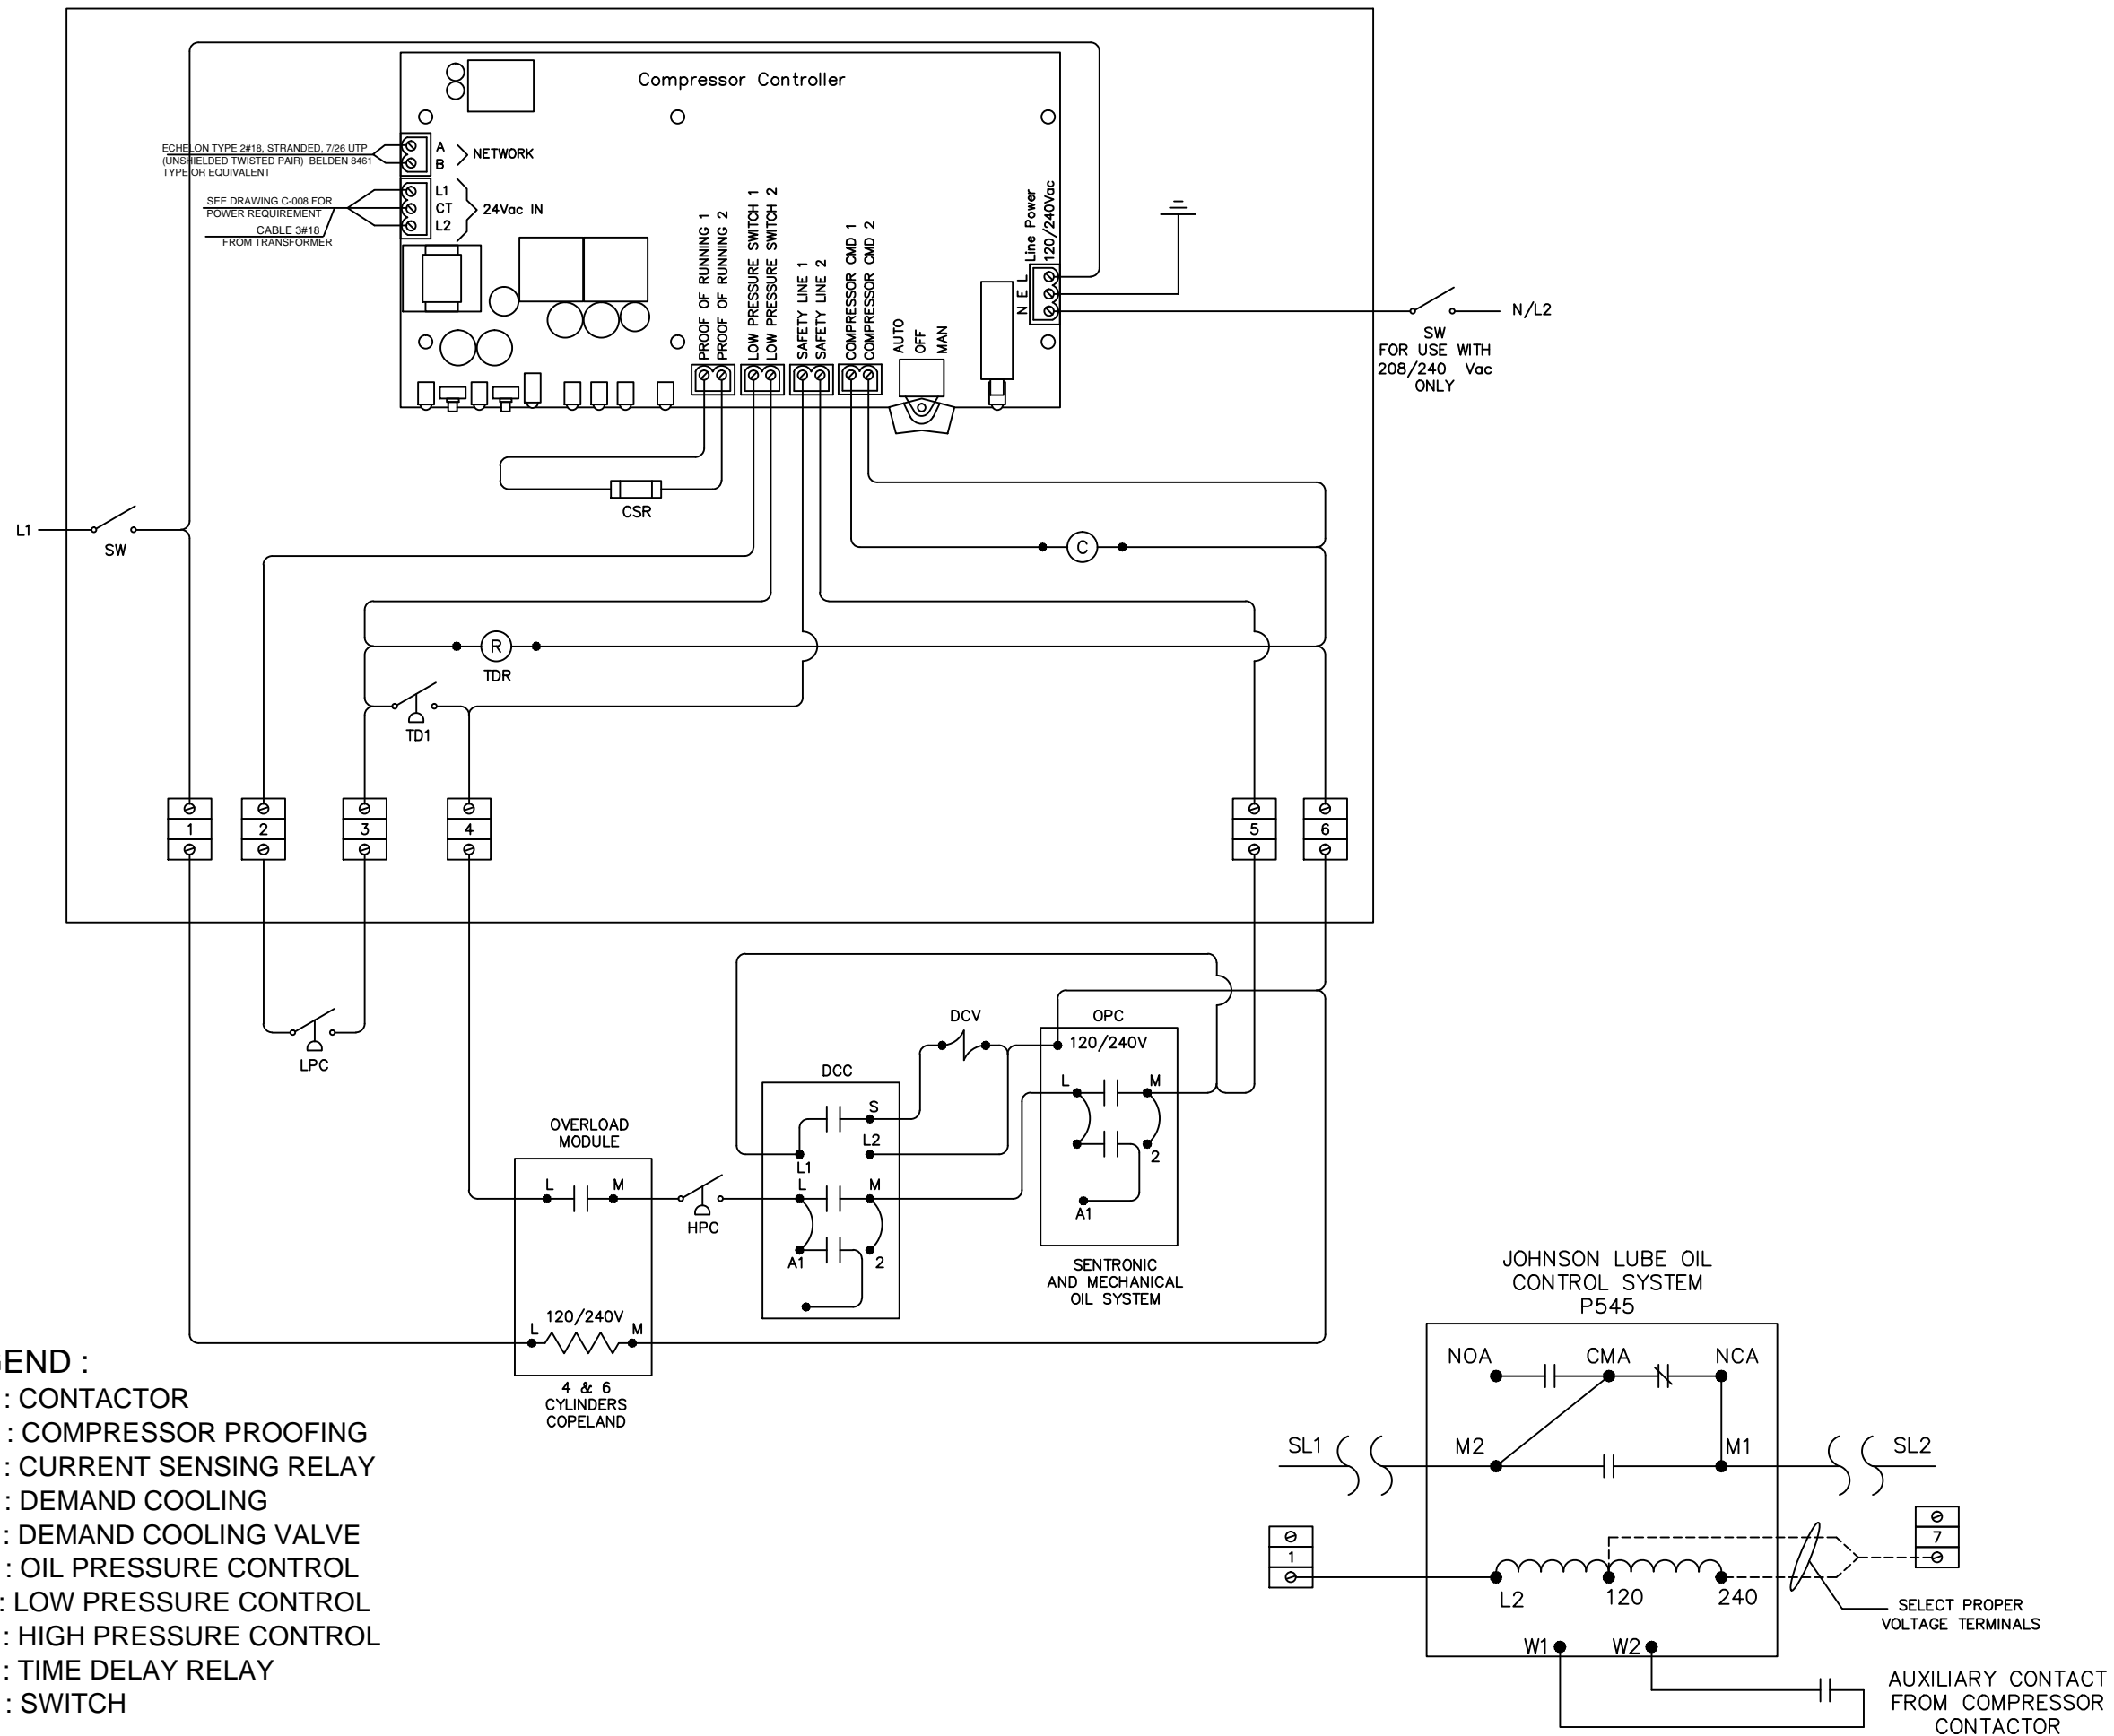 Compressor Controller
ECHELON TYPE 2#18, STRANDED, 7/26 UTP
(UNSHIELDED TWISTED PAIR) BELDEN 8461
TYPE OR EQUIVALENT
A
B
NETWORK
SEE DRAWING C-008 FOR
POWER REQUIREMENT
CABLE 3#18
FROM TRANSFORMER
L1
CT
L2
24Vac IN
PROOF OF RUNNING 1
PROOF OF RUNNING 2
LOW PRESSURE SWITCH 1
LOW PRESSURE SWITCH 2
SAFETY LINE 1
SAFETY LINE 2
COMPRESSOR CMD 1
COMPRESSOR CMD 2
AUTO
OFF
MAN
Line Power
120/240Vac
N E L
N/L2
SW
FOR USE WITH
208/240 Vac
ONLY
CSR
L1
SW
C
R
TDR
TD1
1
2
3
4
5
6
LPC
DCV
OPC
120/240V
L
M
2
A1
SENTRONIC
AND MECHANICAL
OIL SYSTEM
DCC
S
L2
L1
L
M
A1
2
OVERLOAD
MODULE
L
M
HPC
120/240V
L
M
4 & 6
CYLINDERS
COPELAND
END :
: CONTACTOR
: COMPRESSOR PROOFING
: CURRENT SENSING RELAY
: DEMAND COOLING
: DEMAND COOLING VALVE
: OIL PRESSURE CONTROL
: LOW PRESSURE CONTROL
: HIGH PRESSURE CONTROL
: TIME DELAY RELAY
: SWITCH
JOHNSON LUBE OIL
CONTROL SYSTEM
P545
NOA
CMA
NCA
SL1
M2
M1
SL2
1
7
L2
120
240
SELECT PROPER
VOLTAGE TERMINALS
W1
W2
AUXILIARY CONTACT
FROM COMPRESSOR
CONTACTOR